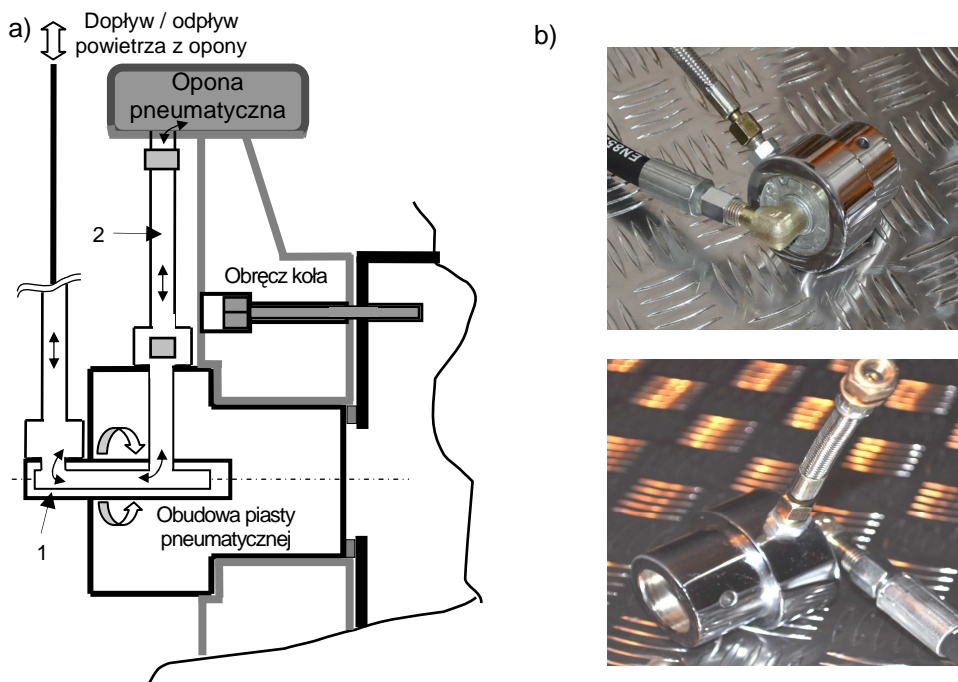 a)
Dopływ / odpływ
powietrza z opony
Opona
pneumatyczna
2
Obręcz koła
Obudowa piasty
pneumatycznej
1
b)